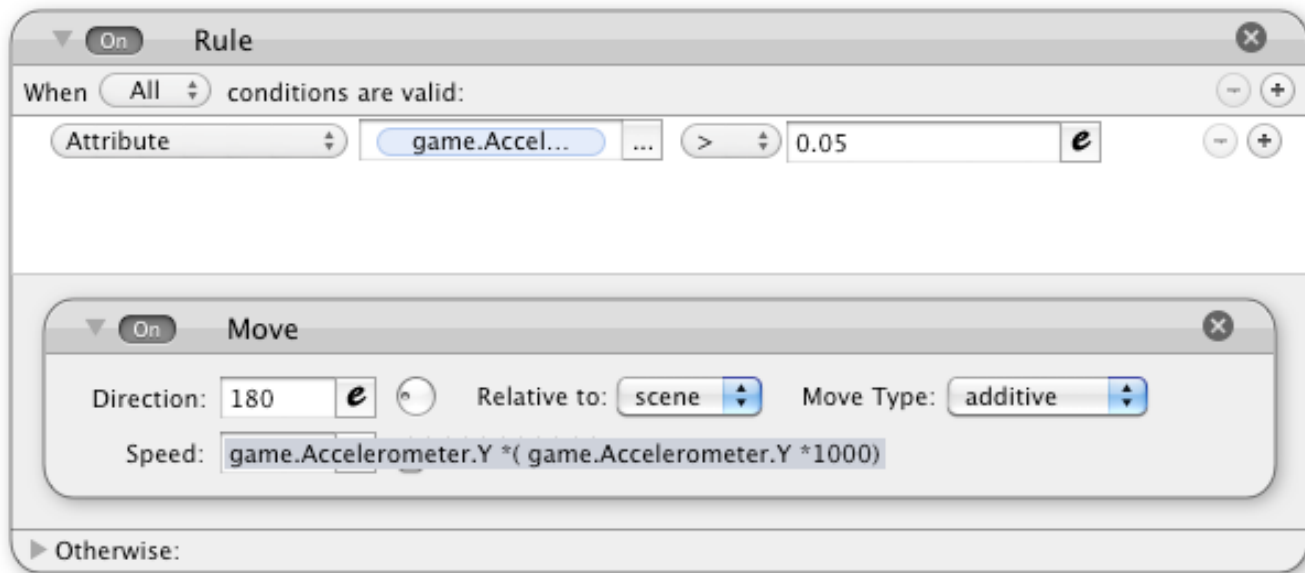 On Rule
When All conditions are valid:
Attribute game.Accel... ... > 0.05 e
On Move
Direction: 180 e Relative to: scene Move Type: additive
Speed: game.Accelerometer.Y *( game.Accelerometer.Y *1000)
Otherwise: